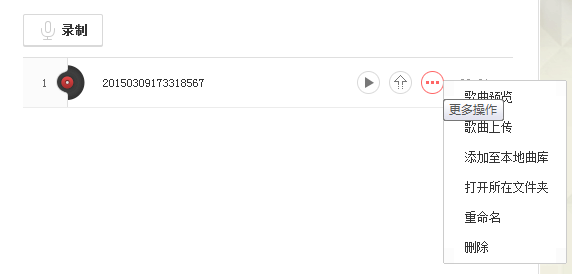 录制
1 20150309173318567
歌曲预览
更多操作
歌曲上传
添加至本地曲库
打开所在文件夹
重命名
删除